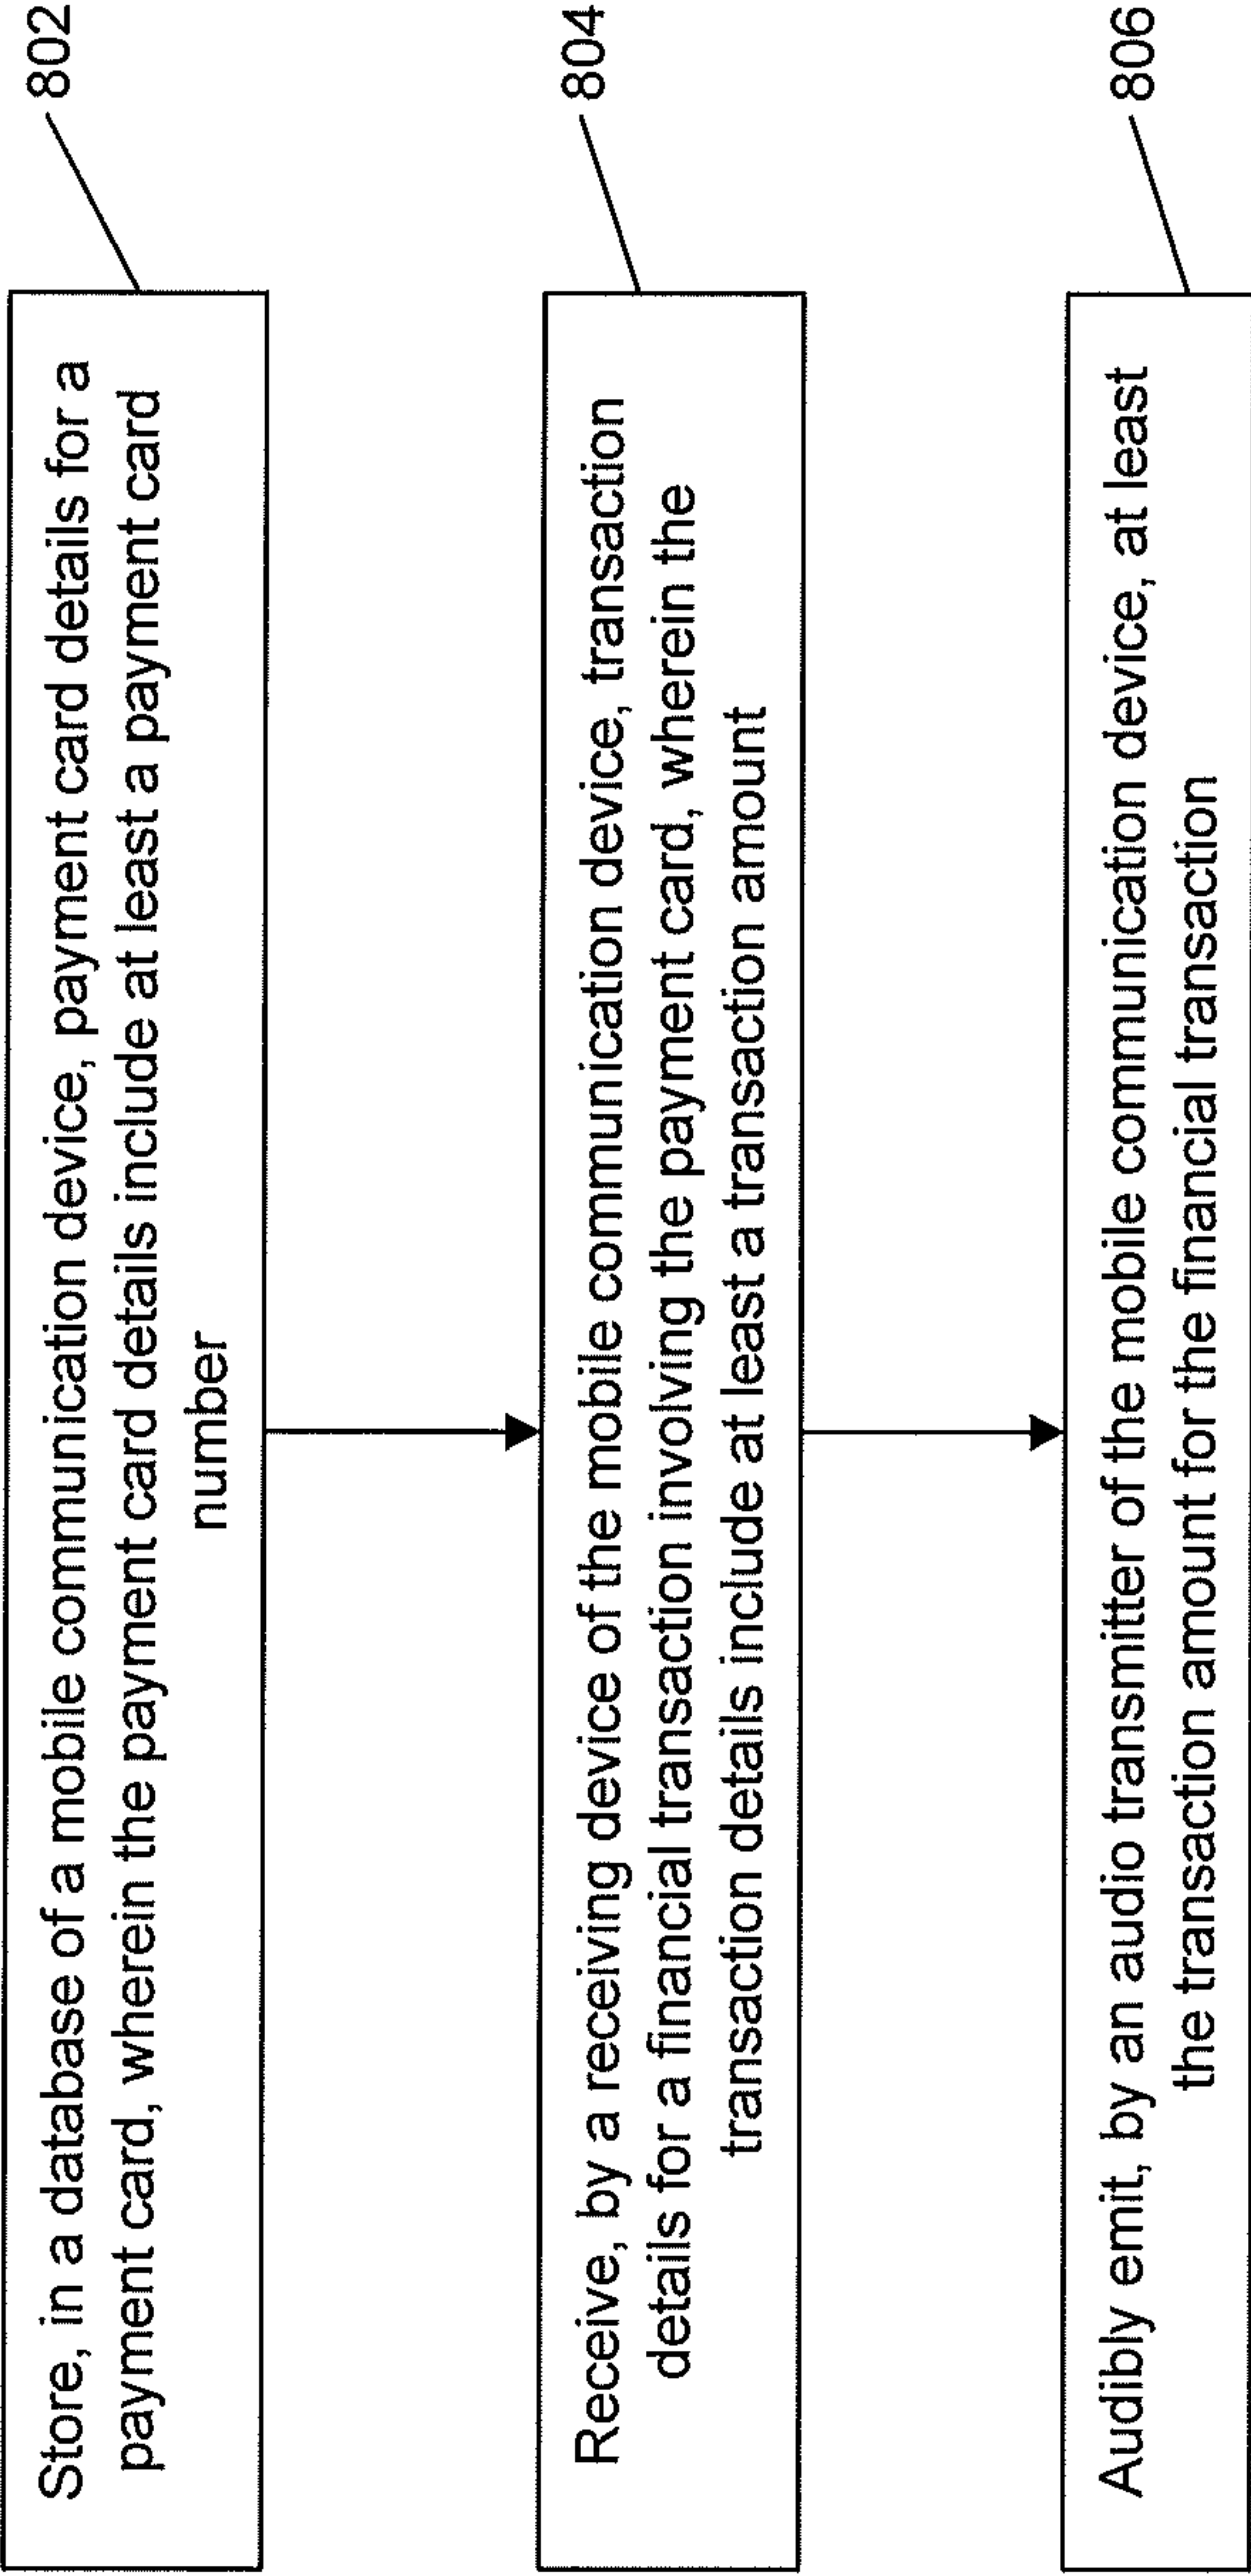 Store, in a database of a mobile communication device, payment card details for a
payment card, wherein the payment card details include at least a payment card
number
802
Receive, by a receiving device of the mobile communication device, transaction
details for a financial transaction involving the payment card, wherein the
transaction details include at least a transaction amount
804
Audibly emit, by an audio transmitter of the mobile communication device, at least
the transaction amount for the financial transaction
806